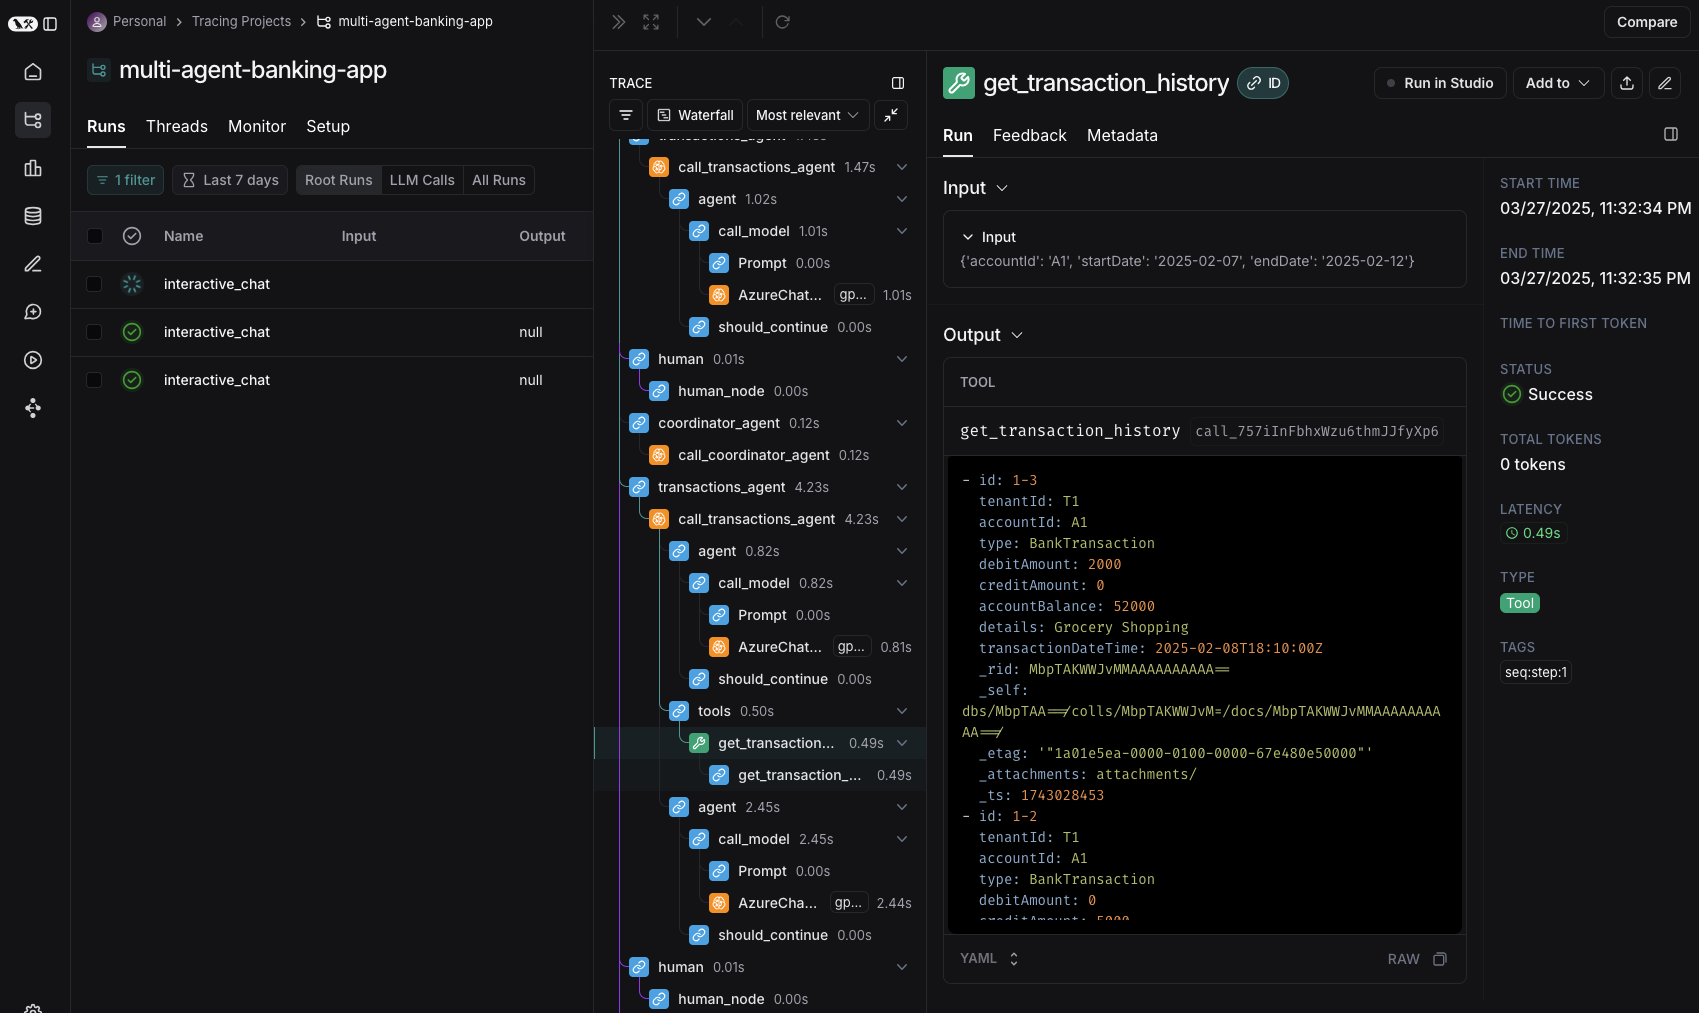 Personal > Tracing Projects > multi-agent-banking-app
multi-agent-banking-app
Runs Threads Monitor Setup
1 filter Last 7 days Root Runs LLM Calls All Runs
Name Input Output
interactive_chat
interactive_chat null
interactive_chat null
TRACE
Waterfall Most relevant
call_transactions_agent 1.47s
agent 1.02s
call_model 1.01s
Prompt 0.00s
AzureChat... gp... 1.01s
should_continue 0.00s
human 0.01s
human_node 0.00s
coordinator_agent 0.12s
call_coordinator_agent 0.12s
transactions_agent 4.23s
call_transactions_agent 4.23s
agent 0.82s
call_model 0.82s
Prompt 0.00s
AzureChat... gp... 0.81s
should_continue 0.00s
tools 0.50s
get_transaction... 0.49s
get_transaction_... 0.49s
agent 2.45s
call_model 2.45s
Prompt 0.00s
AzureCha... gp... 2.44s
should_continue 0.00s
human 0.01s
human_node 0.00s
Compare
get_transaction_history ID
Run in Studio Add to
Run Feedback Metadata
Input
Input
{'accountId': 'A1', 'startDate': '2025-02-07', 'endDate': '2025-02-12'}
Output
TOOL
get_transaction_history call_757iInFbhxWzu6thmJJfyXp6
- id: 1-3
tenantId: T1
accountId: A1
type: BankTransaction
debitAmount: 2000
creditAmount: 0
accountBalance: 52000
details: Grocery Shopping
transactionDateTime: 2025-02-08T18:10:00Z
_rid: MbpTAKWWJvMMAAAAAAAAAA==
_self:
dbs/MbpTAA==/colls/MbpTAKWWJvM=/docs/MbpTAKWWJvMMAAAAAAAA
AA==/
_etag: '"1a01e5ea-0000-0100-0000-67e480e50000"'
_attachments: attachments/
_ts: 1743028453
- id: 1-2
tenantId: T1
accountId: A1
type: BankTransaction
debitAmount: 0
creditAmount: 5000
YAML RAW
START TIME
03/27/2025, 11:32:34 PM
END TIME
03/27/2025, 11:32:35 PM
TIME TO FIRST TOKEN
STATUS
Success
TOTAL TOKENS
0 tokens
LATENCY
0.49s
TYPE
Tool
TAGS
seq:step:1